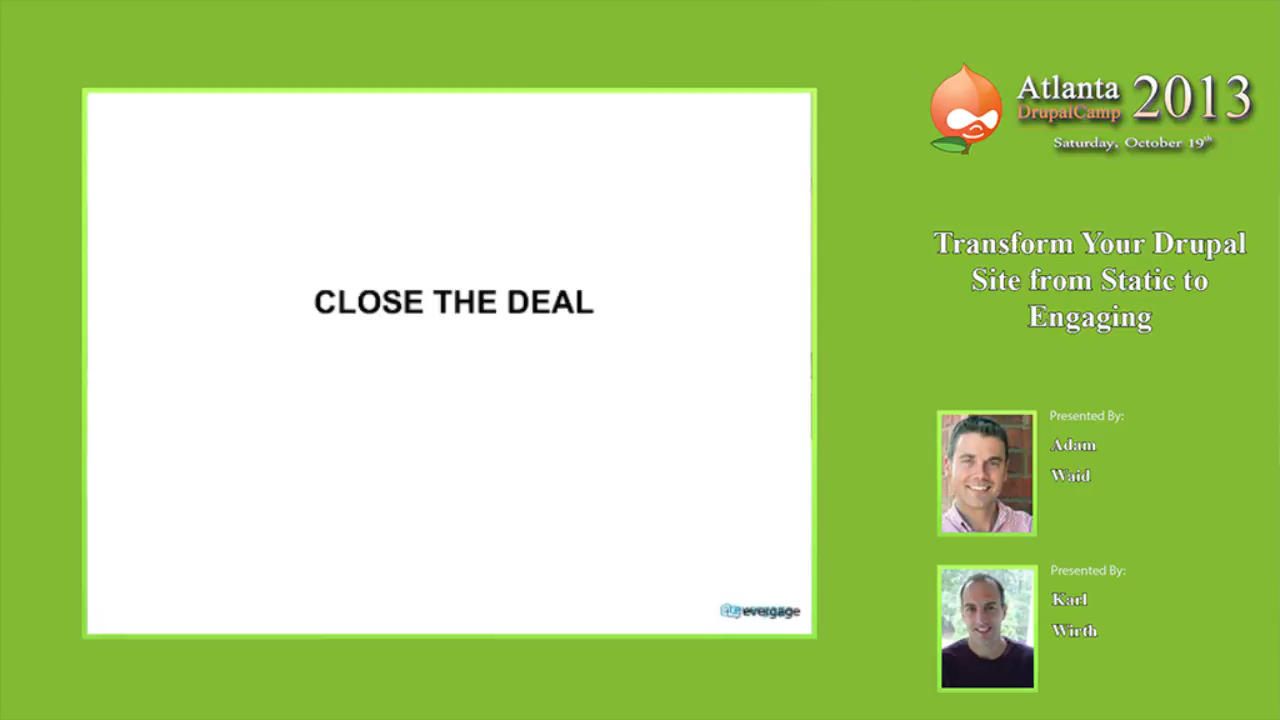 CLOSE THE DEAL
evergage
Atlanta
DrupalCamp
2013
Saturday, October 19th
Transform Your Drupal
Site from Static to
Engaging
Presented By:
Adam
Waid
Presented By:
Karl
Wirth